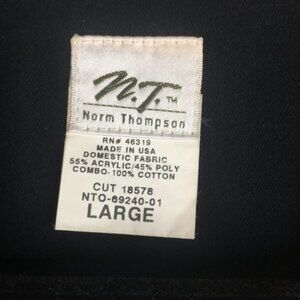 N.T.™
Norm Thompson
RN# 46319
MADE IN USA
DOMESTIC FABRIC
55% ACRYLIC/45% POLY
COMBO-100% COTTON
CUT 18578
NTO-69240-01
LARGE